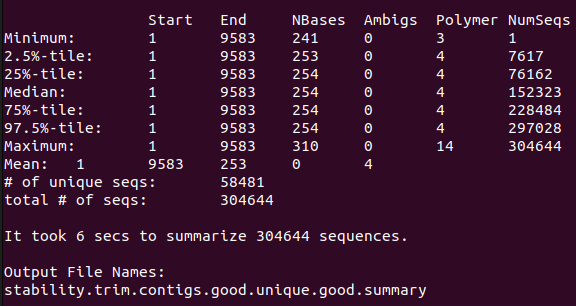 Start End NBases Ambigs Polymer NumSeqs
Minimum: 1 9583 241 0 3 1
2.5%-tile: 1 9583 253 0 4 7617
25%-tile: 1 9583 254 0 4 76162
Median: 1 9583 254 0 4 152323
75%-tile: 1 9583 254 0 4 228484
97.5%-tile: 1 9583 254 0 4 297028
Maximum: 1 9583 310 0 14 304644
Mean: 1 9583 253 0 4
# of unique seqs: 58481
total # of seqs: 304644

It took 6 secs to summarize 304644 sequences.

Output File Names:
stability.trim.contigs.good.unique.good.summary